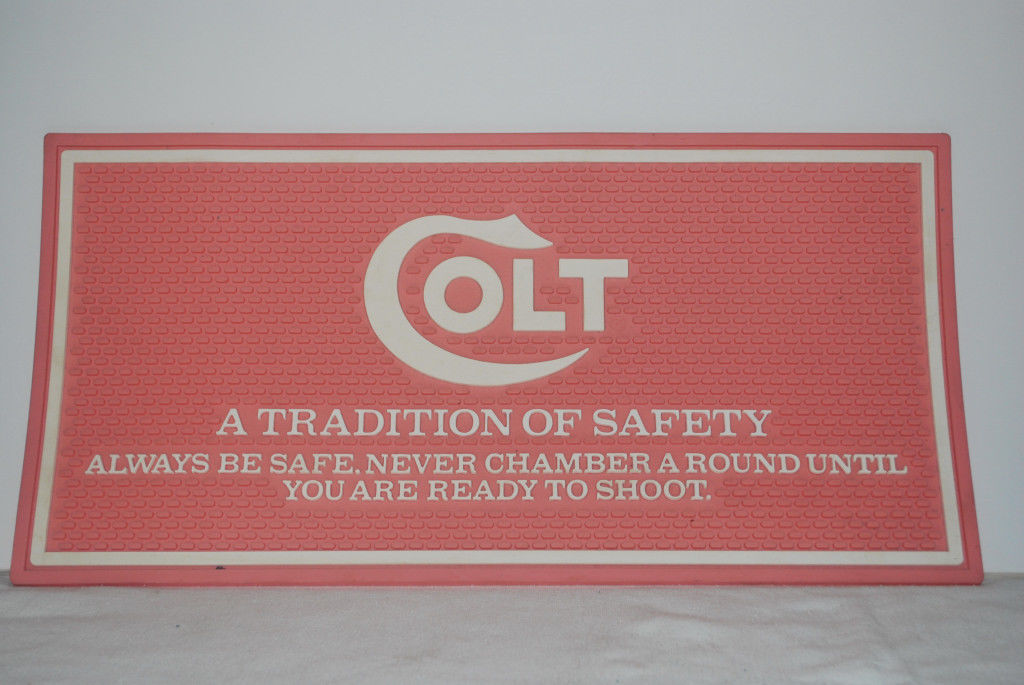 COLT
A TRADITION OF SAFETY
ALWAYS BE SAFE. NEVER CHAMBER A ROUND UNTIL
YOU ARE READY TO SHOOT.